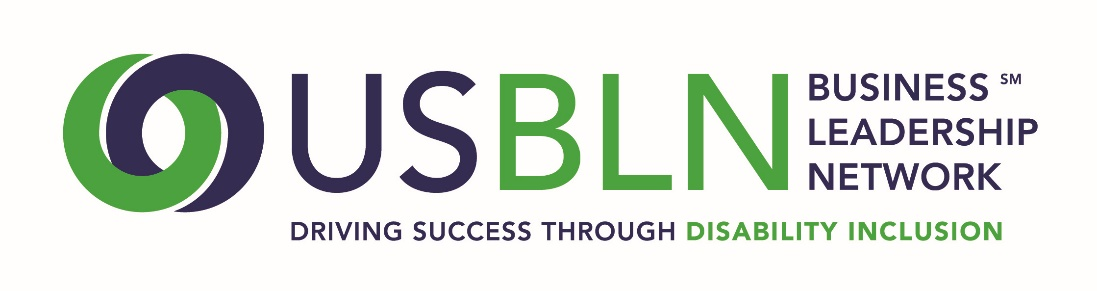 USBLN
BUSINESS ℠
LEADERSHIP
NETWORK
DRIVING SUCCESS THROUGH DISABILITY INCLUSION